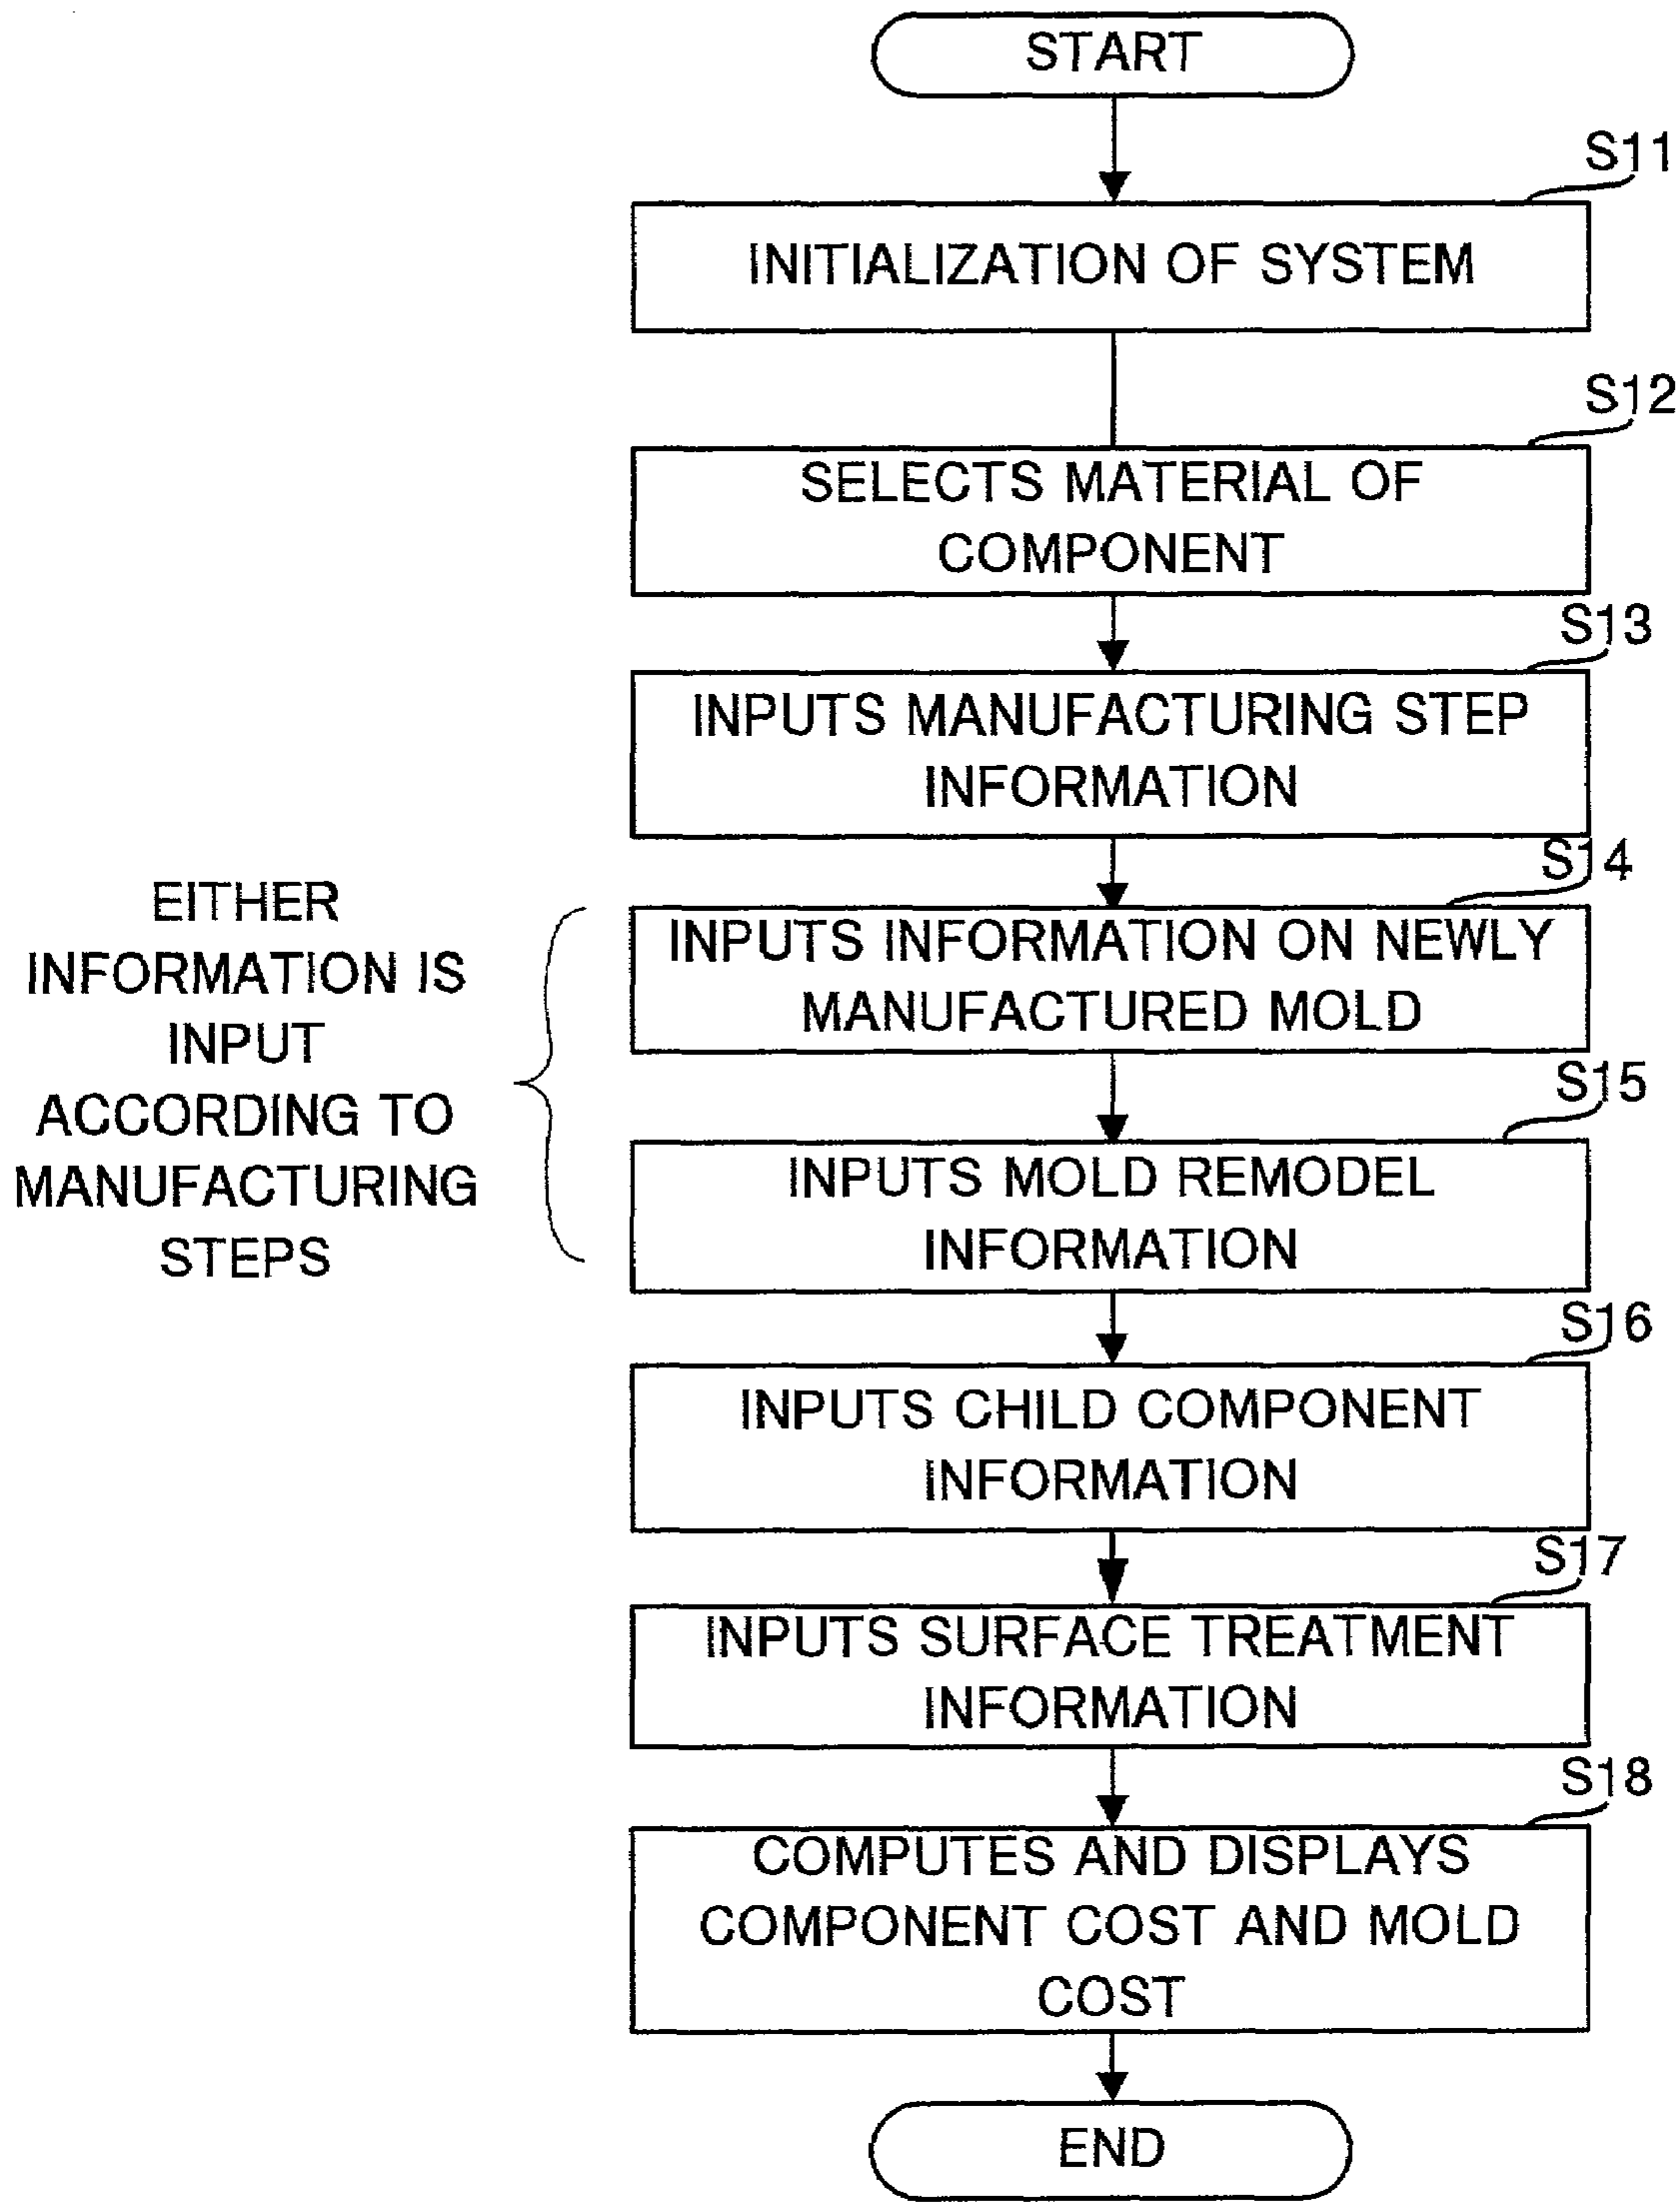 START
S11
INITIALIZATION OF SYSTEM
S12
SELECTS MATERIAL OF
COMPONENT
S13
INPUTS MANUFACTURING STEP
INFORMATION
EITHER
INFORMATION IS
INPUT
ACCORDING TO
MANUFACTURING
STEPS
S14
INPUTS INFORMATION ON NEWLY
MANUFACTURED MOLD
S15
INPUTS MOLD REMODEL
INFORMATION
S16
INPUTS CHILD COMPONENT
INFORMATION
S17
INPUTS SURFACE TREATMENT
INFORMATION
S18
COMPUTES AND DISPLAYS
COMPONENT COST AND MOLD
COST
END